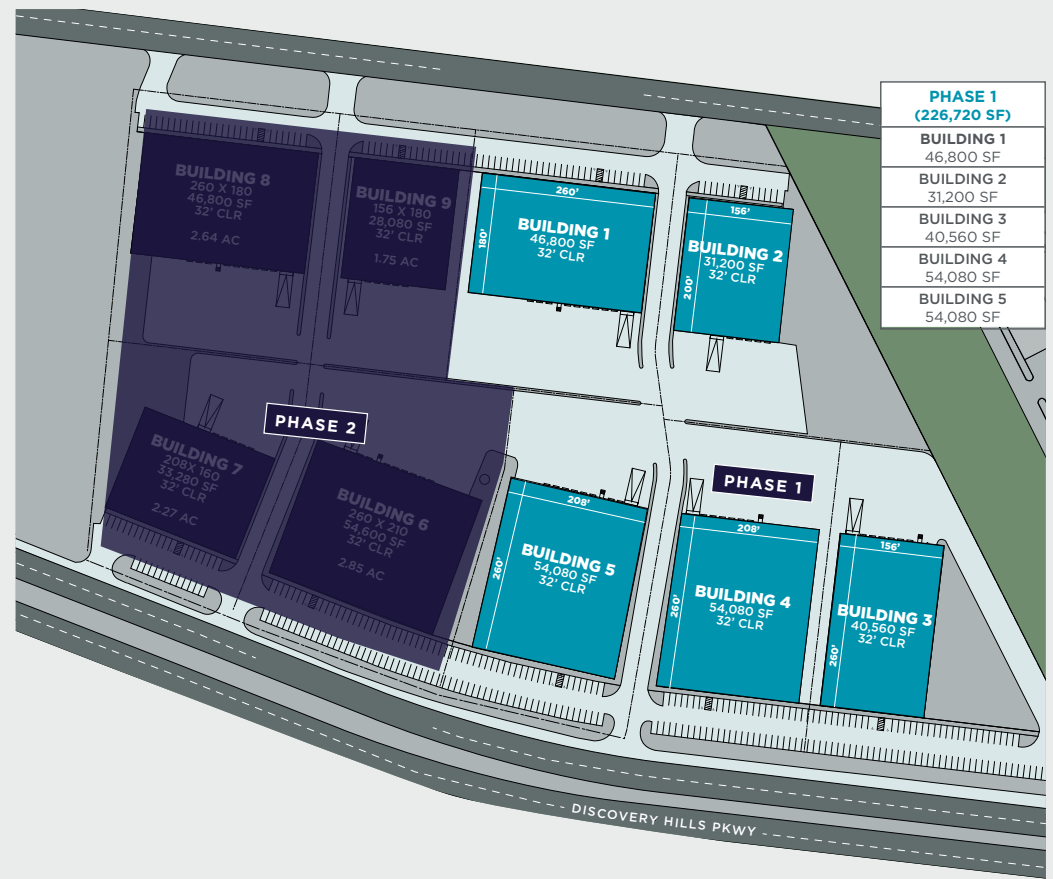 PHASE 1
(226,720 SF)
BUILDING 1
46,800 SF
BUILDING 2
31,200 SF
BUILDING 3
40,560 SF
BUILDING 4
54,080 SF
BUILDING 5
54,080 SF
BUILDING 8
260 X 180
46,800 SF
32' CLR
2.64 AC
BUILDING 9
156 X 180
28,080 SF
32' CLR
1.75 AC
260'
180'
BUILDING 1
46,800 SF
32' CLR
156'
200'
BUILDING 2
31,200 SF
32' CLR
PHASE 2
BUILDING 7
208X 160
33,280 SF
32' CLR
2.27 AC
BUILDING 6
260 X 210
54,600 SF
32' CLR
2.85 AC
208'
260'
BUILDING 5
54,080 SF
32' CLR
PHASE 1
208'
260'
BUILDING 4
54,080 SF
32' CLR
156'
260'
BUILDING 3
40,560 SF
32' CLR
DISCOVERY HILLS PKWY